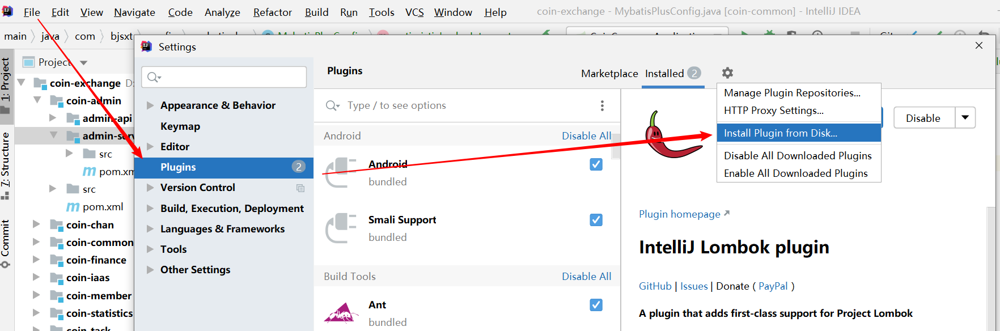 File Edit View Navigate Code Analyze Refactor Build Run Tools VCS Window Help coin-exchange - MybatisPlusConfig.java [coin-common] - IntelliJ IDEA
main java com bjsxt
Settings
1: Project
7: Structure
Commit
Project
coin-exchange D:
coin-admin
admin-api
admin-serv
src
pom.xm
src
pom.xml
coin-chan
coin-common
coin-finance
coin-iaas
coin-member
coin-statistics
coin-task
Appearance & Behavior
Keymap
Editor
Plugins 2
Version Control
Build, Execution, Deployment
Languages & Frameworks
Tools
Other Settings
Plugins
Marketplace Installed 2
Type / to see options
Android Disable All
Android
bundled
Smali Support
bundled
Build Tools Disable All
Ant
bundled
Manage Plugin Repositories...
HTTP Proxy Settings...
Install Plugin from Disk...
Disable All Downloaded Plugins
Enable All Downloaded Plugins
Disable
Plugin homepage
IntelliJ Lombok plugin
GitHub | Issues | Donate ( PayPal )
A plugin that adds first-class support for Project Lombok